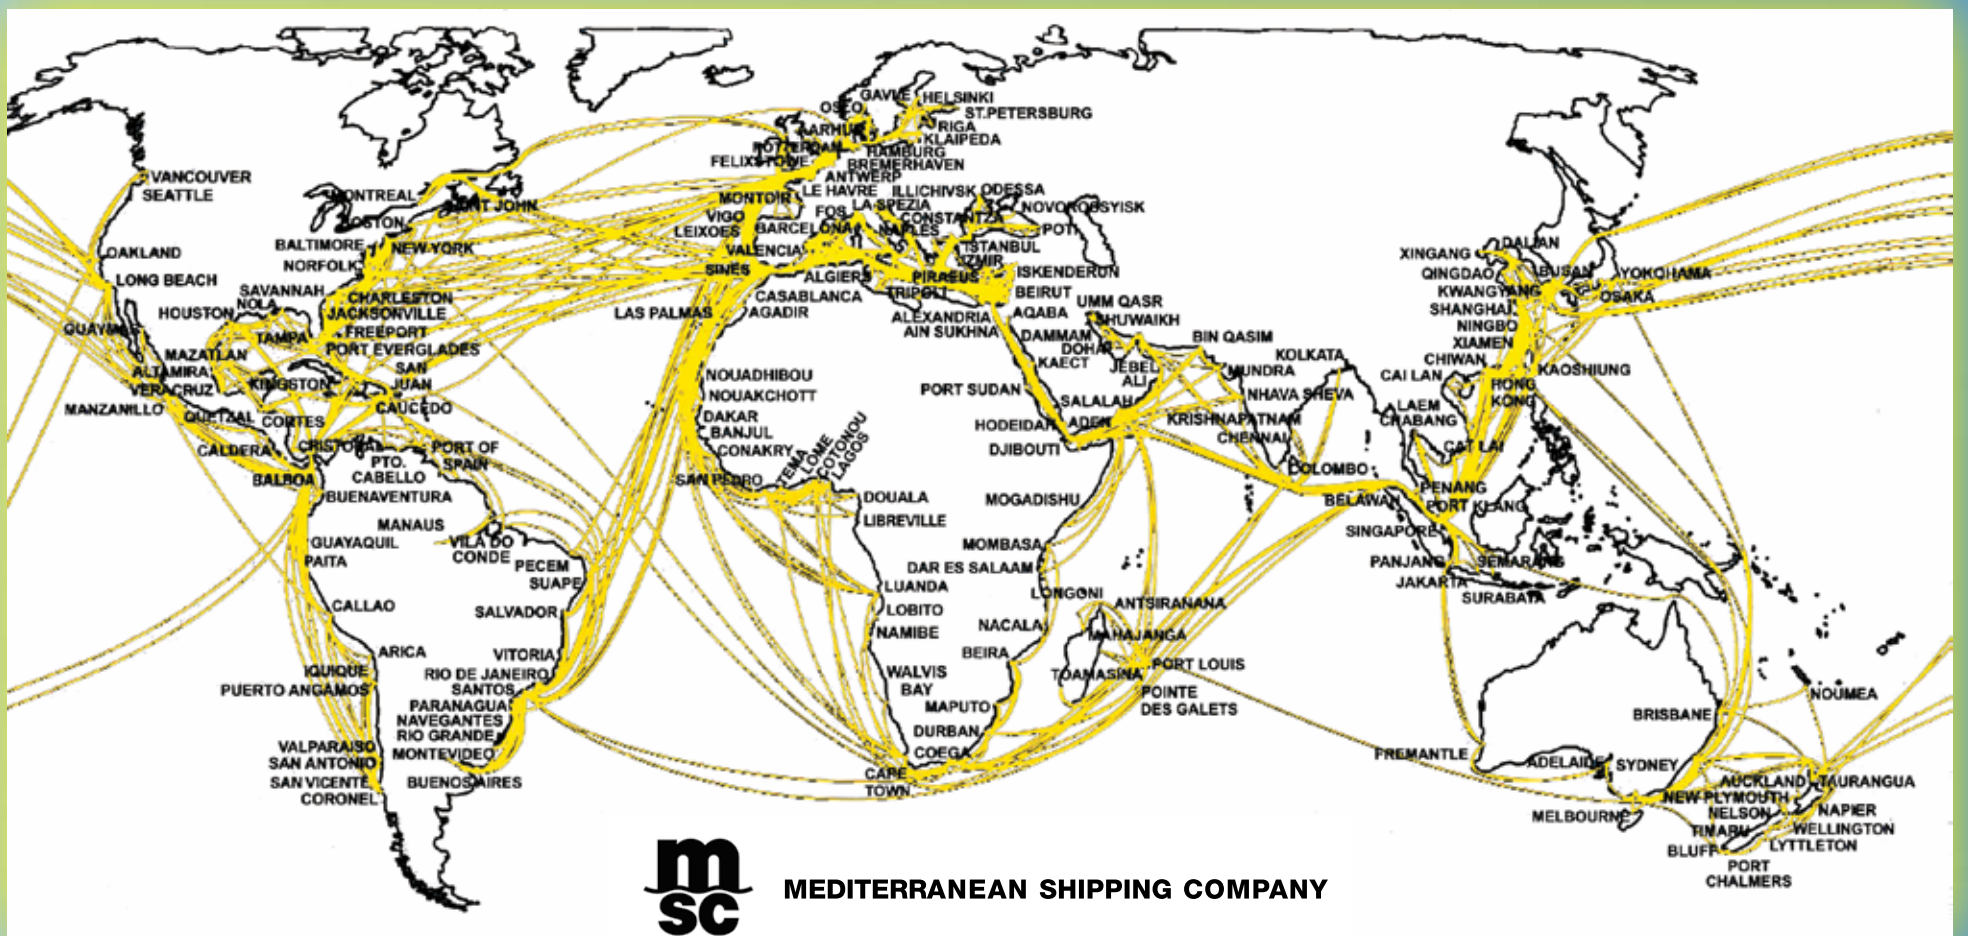 GAVLE
HELSINKI
OSLO
ST.PETERSBURG
AARHUS
RIGA
KLAIPEDA
ROTTERDAM
HAMBURG
FELIXSTOWE
BREMERHAVEN
ANTWERP
VANCOUVER
SEATTLE
MONTREAL
SAINT JOHN
MONTOIR
LE HAVRE
ILLICHIVSK
ODESSA
FOS
LA SPEZIA
NOVOROSSYISK
BOSTON
VIGO
CONSTANTZA
LEIXOES
BARCELONA
NAPLES
POTI
BALTIMORE
NEW YORK
VALENCIA
ISTANBUL
OAKLAND
NORFOLK
SINES
IZMIR
LONG BEACH
ALGIERS
PIRAEUS
ISKENDERUN
SAVANNAH
CHARLESTON
CASABLANCA
TRIPOLI
BEIRUT
NOLA
HOUSTON
JACKSONVILLE
LAS PALMAS
AGADIR
ALEXANDRIA
AQABA
UMM QASR
SHUWAIKH
QUAYMAS
TAMPA
FREEPORT
AIN SUKHNA
DAMMAM
BIN QASIM
MAZATLAN
PORT EVERGLADES
DOHA
KAECT
ALTAMIRA
SAN
JUAN
JEBEL
ALI
MUNDRA
KOLKATA
VERACRUZ
KINGSTON
NOUADHIBOU
NOUAKCHOTT
PORT SUDAN
NHAVA SHEVA
MANZANILLO
QUETZAL
CORTES
CAUCEDO
DAKAR
SALALAH
BANJUL
HODEIDAH
ADEN
KRISHNAPATNAM
CHENNAI
CALDERA
CRISTOBAL
PORT OF
SPAIN
CONAKRY
DJIBOUTI
PTO.
CABELLO
TEMA
LOME
COTONOU
LAGOS
BALBOA
SAN PEDRO
COLOMBO
BUENAVENTURA
DOUALA
MOGADISHU
BELAWAN
MANAUS
LIBREVILLE
GUAYAQUIL
VILA DO
CONDE
MOMBASA
PAITA
PECEM
SUAPE
DAR ES SALAAM
CALLAO
SALVADOR
LUANDA
LOBITO
LONGONI
ANTSIRANANA
NAMIBE
NACALA
MAHAJANGA
ARICA
VITORIA
BEIRA
IQUIQUE
RIO DE JANEIRO
WALVIS
BAY
TOAMASINA
PORT LOUIS
PUERTO ANGAMOS
SANTOS
PARANAGUA
MAPUTO
POINTE
DES GALETS
NAVEGANTES
RIO GRANDE
DURBAN
VALPARAISO
MONTEVIDEO
COEGA
SAN ANTONIO
CAPE
TOWN
SAN VICENTE
BUENOS AIRES
CORONEL
XINGANG
DALIAN
QINGDAO
BUSAN
YOKOHAMA
KWANGYANG
OSAKA
SHANGHAI
NINGBO
XIAMEN
CHIWAN
KAOSHIUNG
CAI LAN
HONG
KONG
LAEM
CHABANG
CAT LAI
PENANG
PORT KLANG
SINGAPORE
PANJANG
SEMARANG
JAKARTA
SURABAYA
NOUMEA
BRISBANE
FREMANTLE
ADELAIDE
SYDNEY
AUCKLAND
TAURANGUA
NEW PLYMOUTH
NELSON
NAPIER
MELBOURNE
TIMARU
WELLINGTON
LYTTLETON
BLUFF
PORT
CHALMERS
msc
MEDITERRANEAN SHIPPING COMPANY